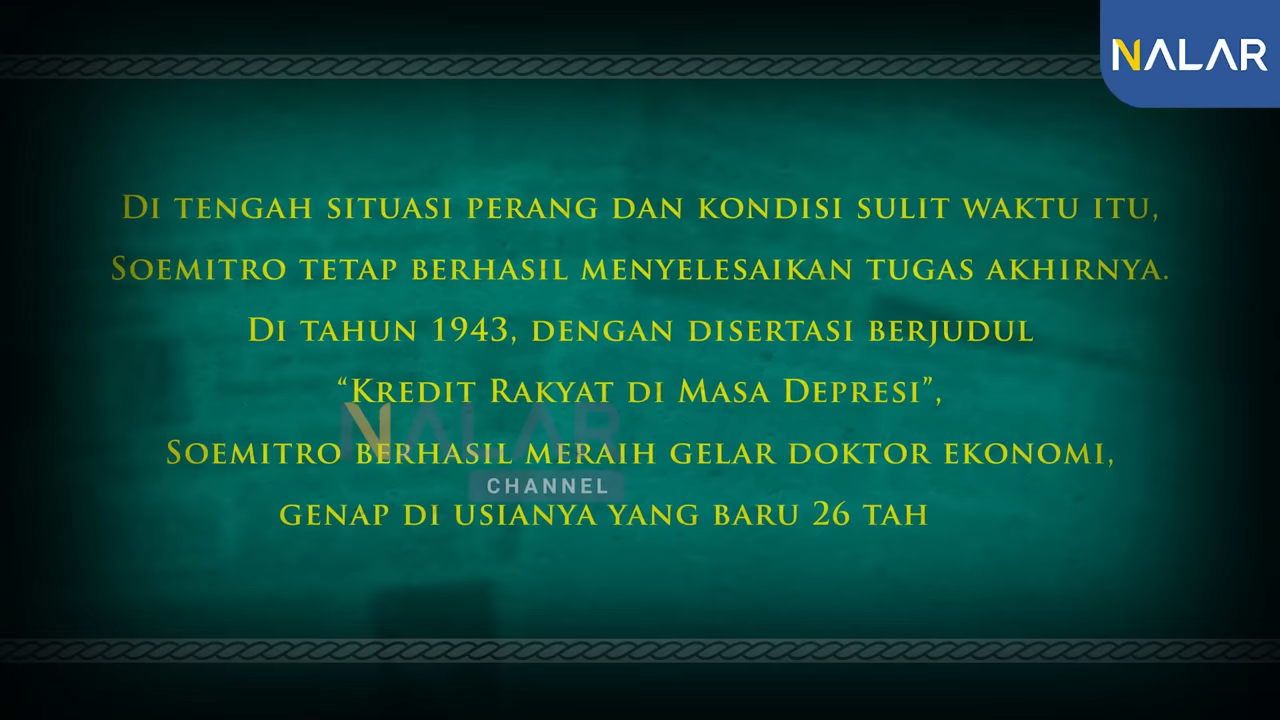 NALAR
Di tengah situasi perang dan kondisi sulit waktu itu,
Soemitro tetap berhasil menyelesaikan tugas akhirnya.
Di tahun 1943, dengan disertasi berjudul
“Kredit Rakyat di Masa Depresi”,
NALAR
Soemitro berhasil meraih gelar doktor ekonomi,
CHANNEL
genap di usianya yang baru 26 tah